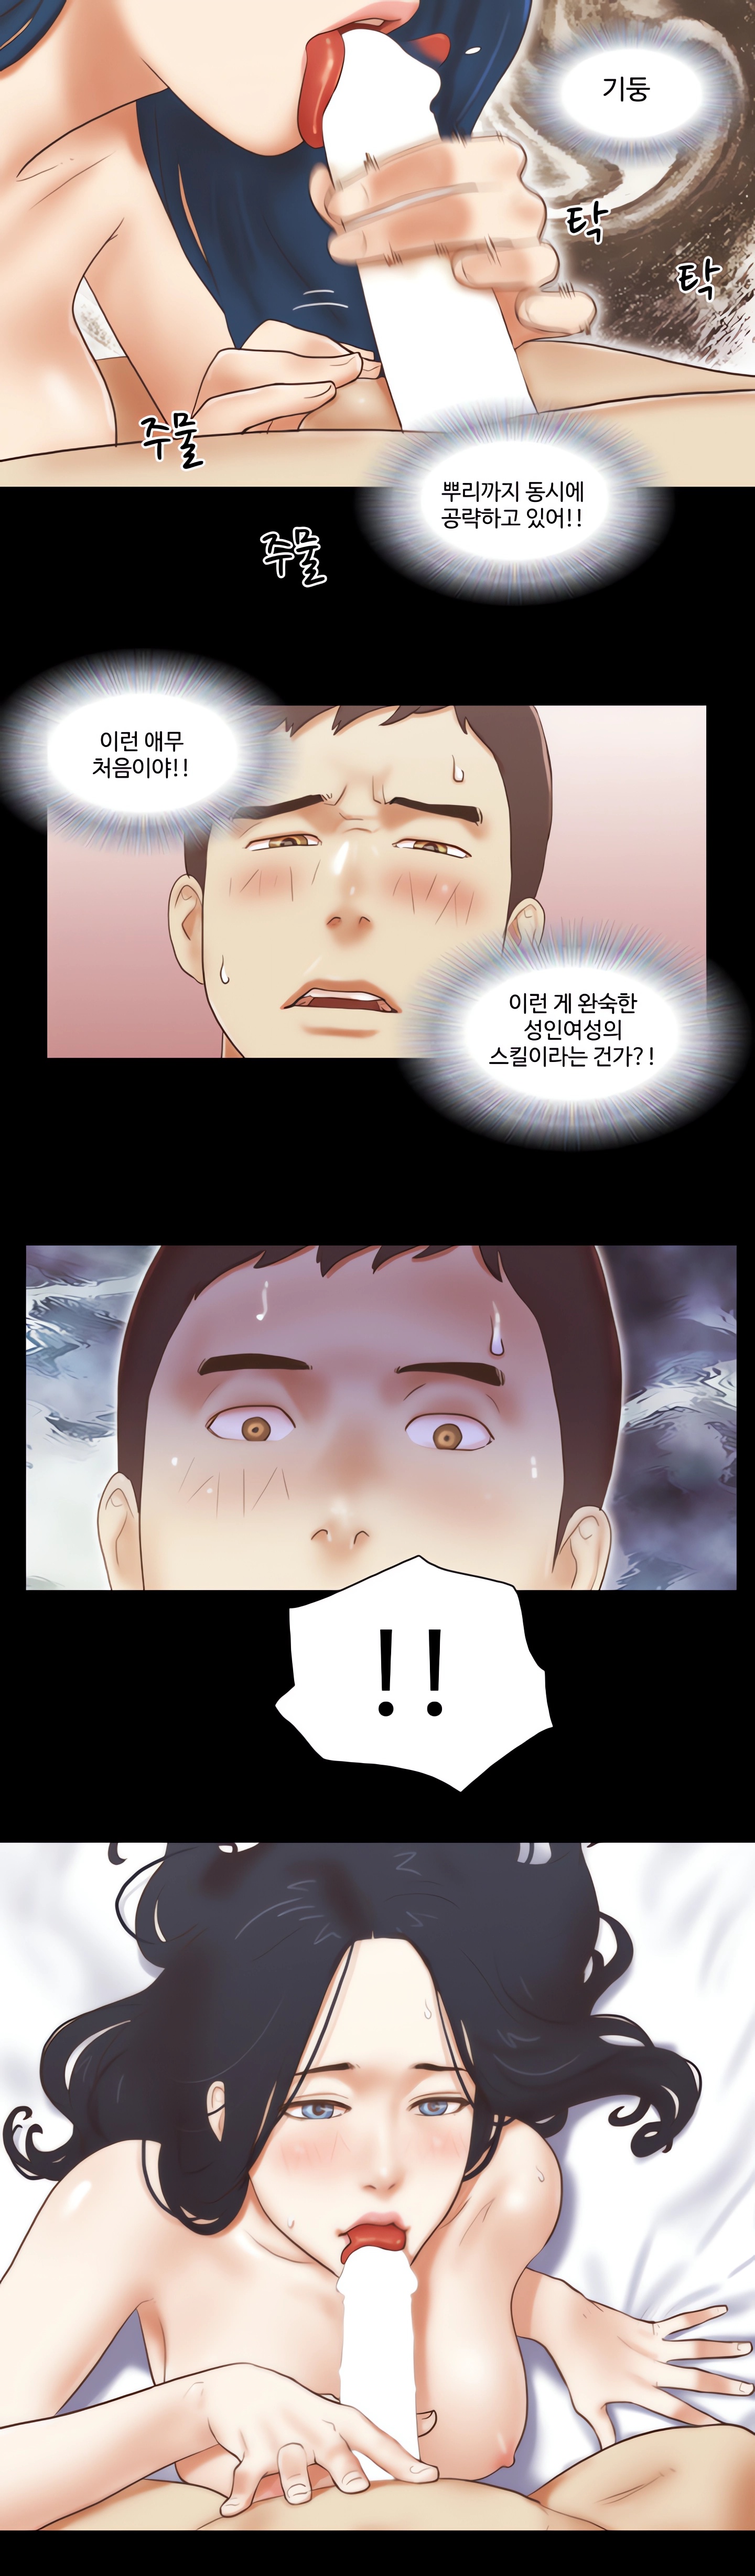 기둥
탁
탁
주물
뿌리까지 동시에
공략하고 있어!!
주물
이런 애무
처음이야!!
이런 게 완숙한
성인여성의
스킬이라는 건가?!
!!